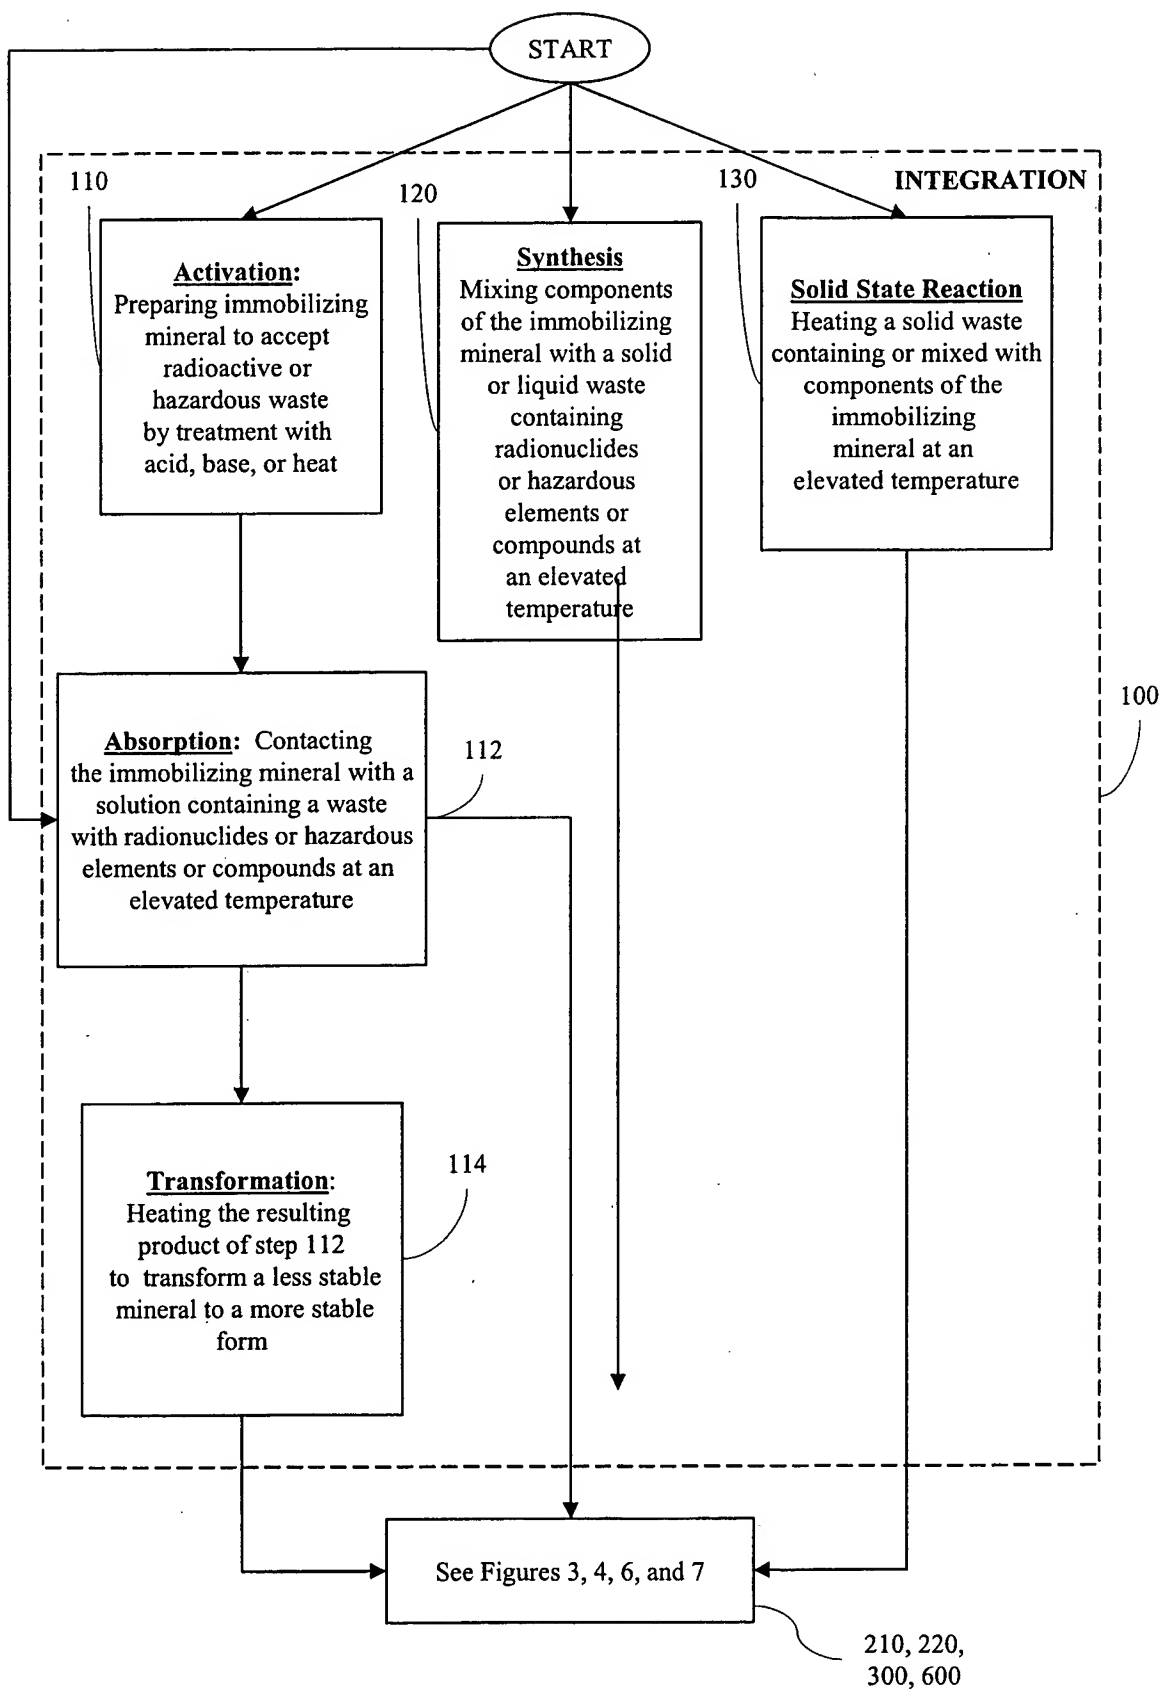 START
INTEGRATION
110
120
130
Activation:
Preparing immobilizing
mineral to accept
radioactive or
hazardous waste
by treatment with
acid, base, or heat
Synthesis
Mixing components
of the immobilizing
mineral with a solid
or liquid waste
containing
radionuclides
or hazardous
elements or
compounds at
an elevated
temperature
Solid State Reaction
Heating a solid waste
containing or mixed with
components of the
immobilizing
mineral at an
elevated temperature
100
112
Absorption: Contacting
the immobilizing mineral with a
solution containing a waste
with radionuclides or hazardous
elements or compounds at an
elevated temperature
114
Transformation:
Heating the resulting
product of step 112
to transform a less stable
mineral to a more stable
form
See Figures 3, 4, 6, and 7
210, 220,
300, 600